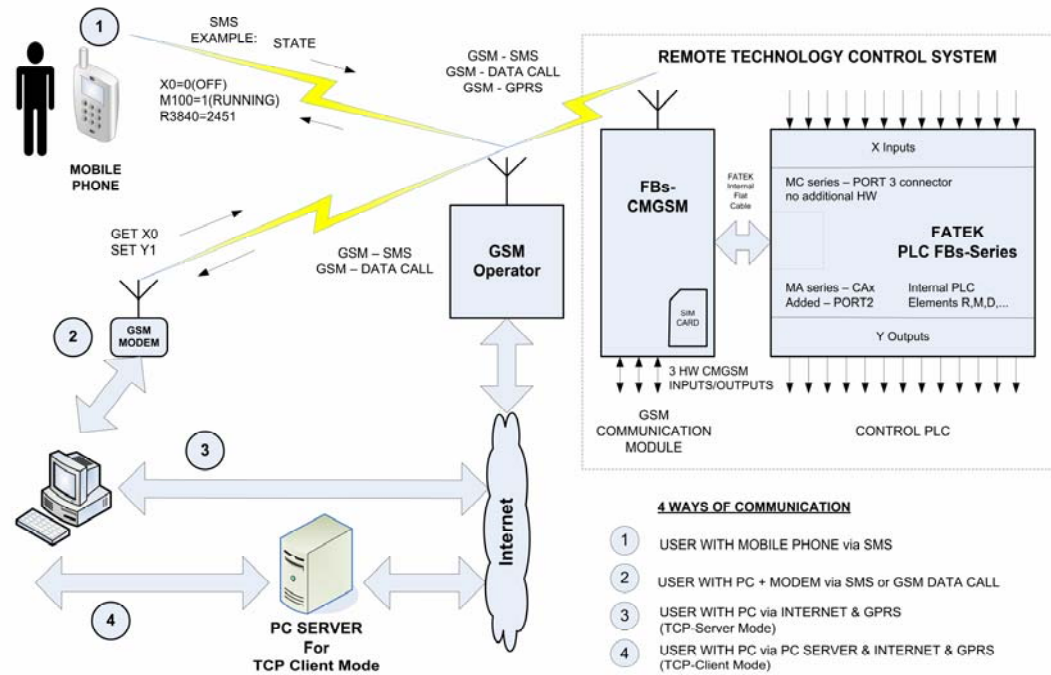 1
SMS
EXAMPLE:
STATE
X0=0(OFF)
M100=1(RUNNING)
R3840=2451
MOBILE
PHONE
GSM - SMS
GSM - DATA CALL
GSM - GPRS
GET X0
SET Y1
GSM – SMS
GSM – DATA CALL
GSM
Operator
2
GSM
MODEM
3
Internet
4
PC SERVER
For
TCP Client Mode
REMOTE TECHNOLOGY CONTROL SYSTEM
FBs-
CMGSM
SIM
CARD
FATEK
Internal
Flat
Cable
X Inputs
MC series – PORT 3 connector
no additional HW
FATEK
PLC FBs-Series
MA series – CAx
Added – PORT2
Internal PLC
Elements R,M,D,...
Y Outputs
3 HW CMGSM
INPUTS/OUTPUTS
GSM
COMMUNICATION
MODULE
CONTROL PLC
4 WAYS OF COMMUNICATION
1 USER WITH MOBILE PHONE via SMS
2 USER WITH PC + MODEM via SMS or GSM DATA CALL
3 USER WITH PC via INTERNET & GPRS
(TCP-Server Mode)
4 USER WITH PC via PC SERVER & INTERNET & GPRS
(TCP-Client Mode)